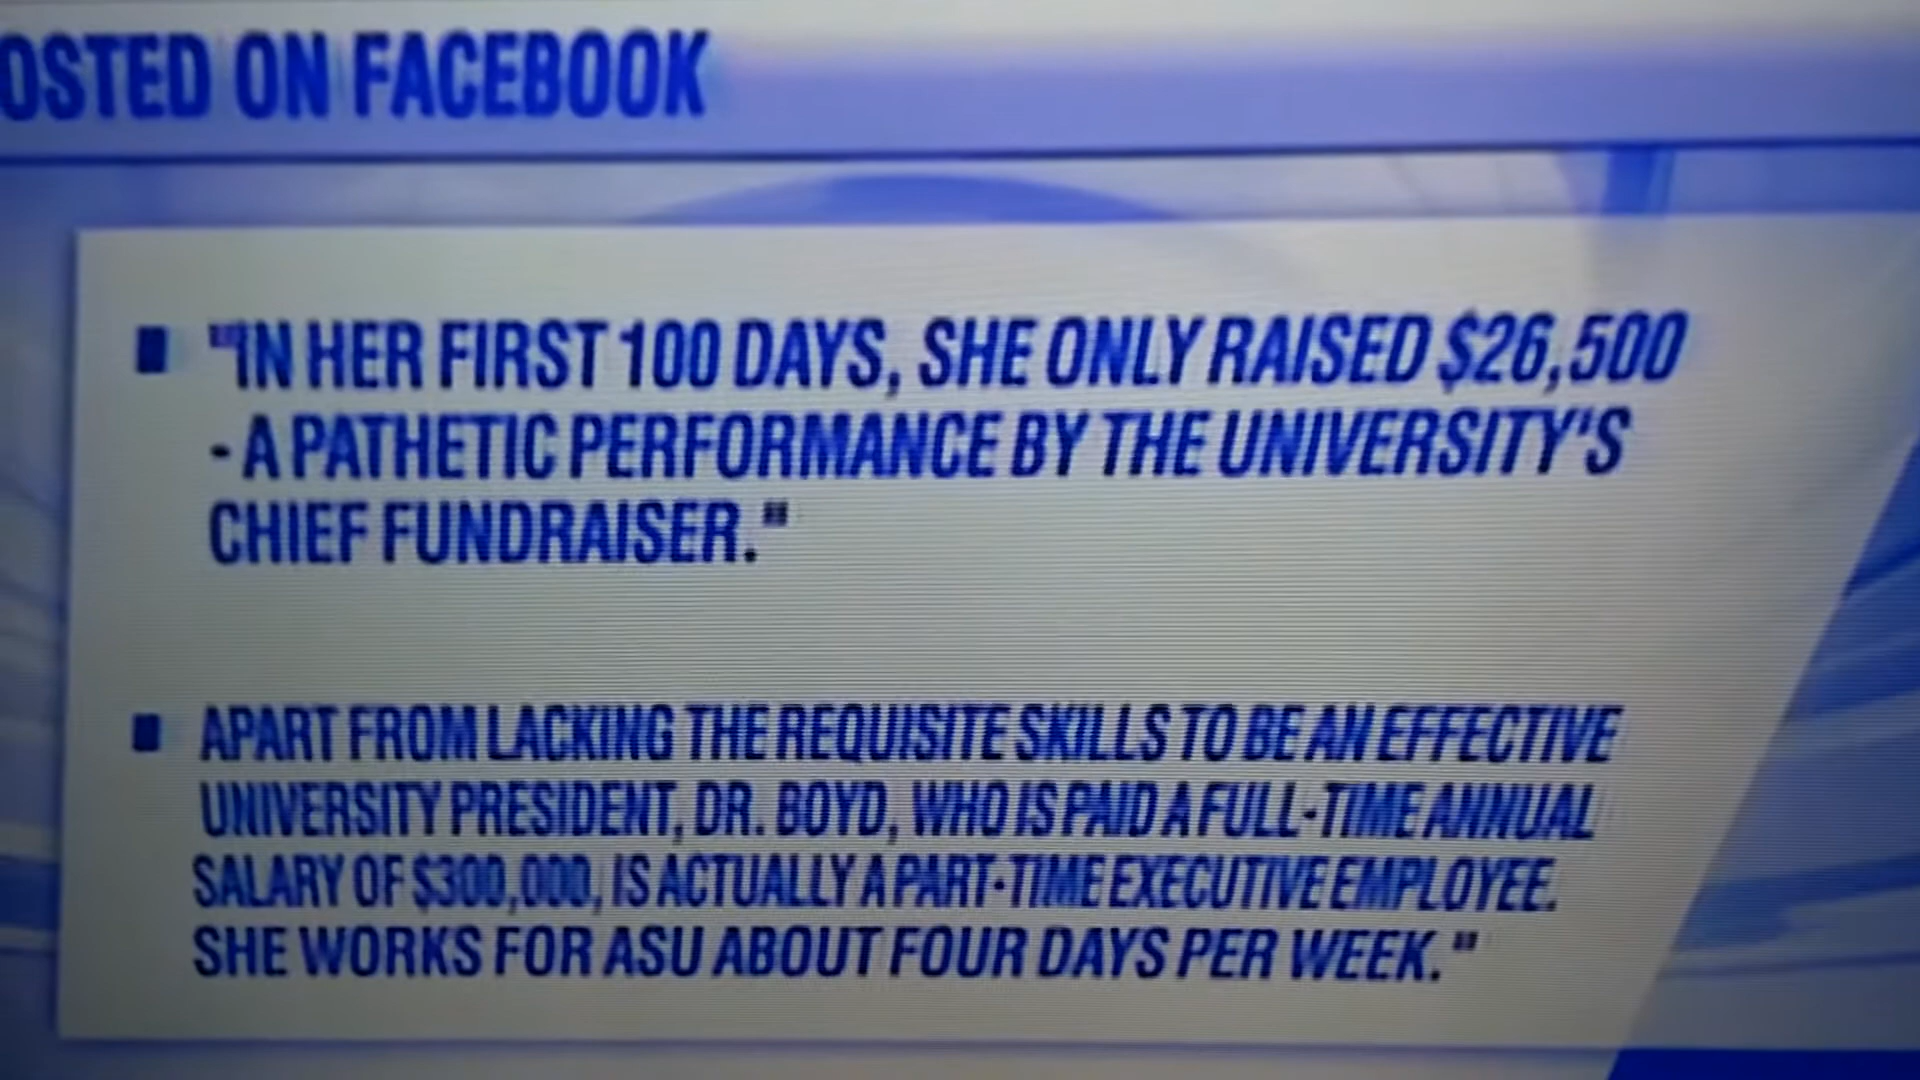 OSTED ON FACEBOOK
▪ "IN HER FIRST 100 DAYS, SHE ONLY RAISED $26,500
- A PATHETIC PERFORMANCE BY THE UNIVERSITY'S
CHIEF FUNDRAISER."
▪ APART FROM LACKING THE REQUISITE SKILLS TO BE AN EFFECTIVE
UNIVERSITY PRESIDENT, DR. BOYD, WHO IS PAID A FULL-TIME ANNUAL
SALARY OF $300,000, IS ACTUALLY A PART-TIME EXECUTIVE EMPLOYEE.
SHE WORKS FOR ASU ABOUT FOUR DAYS PER WEEK."